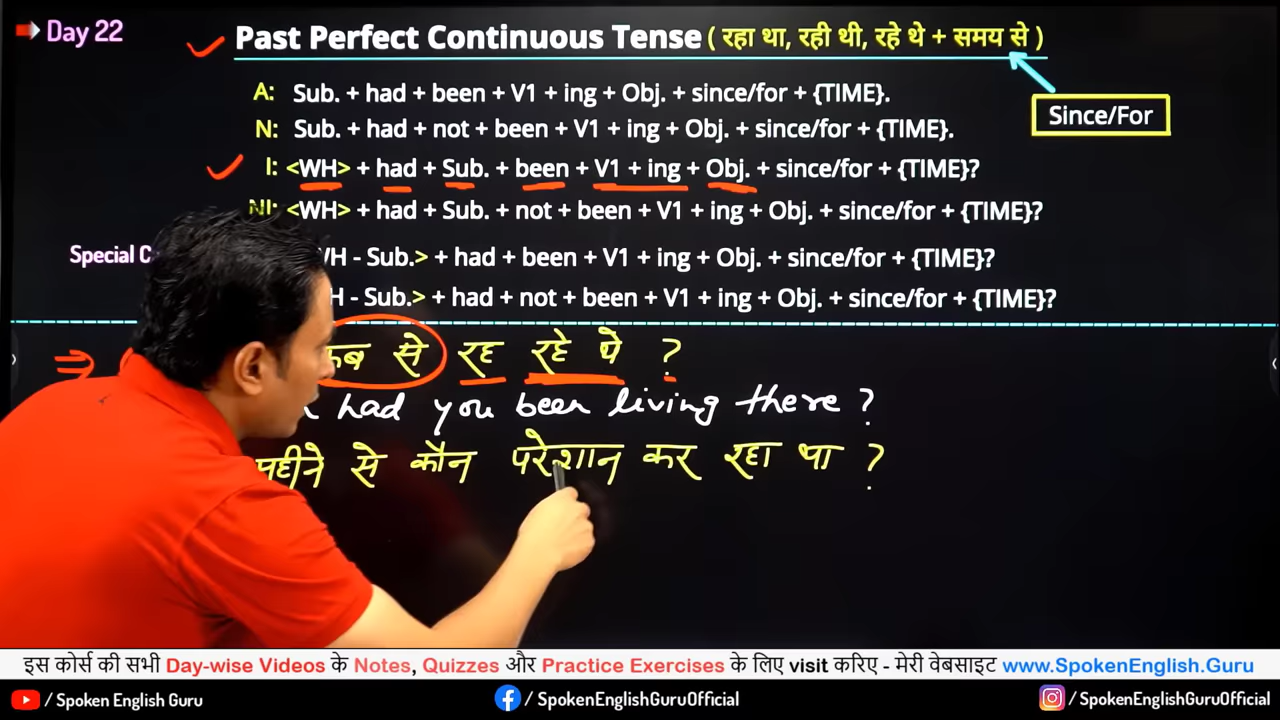 Day 22
Past Perfect Continuous Tense ( रहा था, रही थी, रहे थे + समय से )
A: Sub. + had + been + V1 + ing + Obj. + since/for + {TIME}.
Since/For
N: Sub. + had + not + been + V1 + ing + Obj. + since/for + {TIME}.
I: <WH> + had + Sub. + been + V1 + ing + Obj. + since/for + {TIME}?
NI: <WH> + had + Sub. + not + been + V1 + ing + Obj. + since/for + {TIME}?
Special WH - Sub.> + had + been + V1 + ing + Obj. + since/for + {TIME}?
- Sub.> + had + not + been + V1 + ing + Obj. + since/for + {TIME}?
कब से रह रहे थे ?
had you been living there ?
महीने से कौन परेशान कर रहा था ?
इस कोर्स की सभी Day-wise Videos के Notes, Quizzes और Practice Exercises के लिए visit करिए - मेरी वेबसाइट www.SpokenEnglish.Guru
/ Spoken English Guru / SpokenEnglishGuruOfficial / SpokenEnglishGuruOfficial